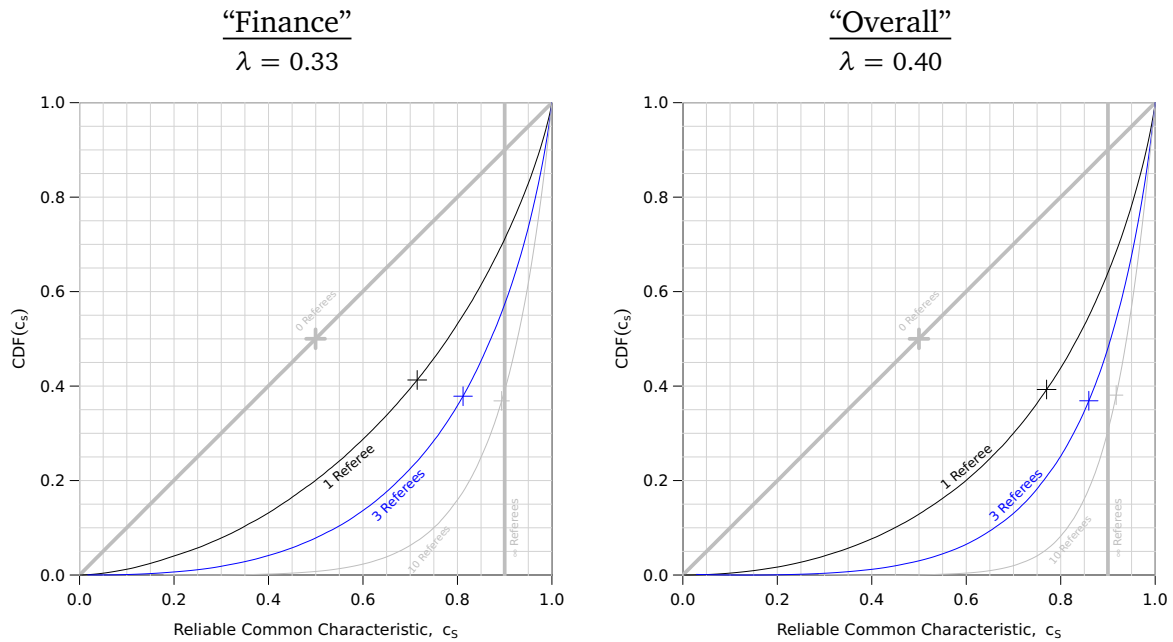 “Finance”
λ = 0.33
1.0
0.8
0.6
0.4
0.2
0.0
CDF(cₛ)
0 Referees
1 Referee
3 Referees
10 Referees
∞ Referees
0.0 0.2 0.4 0.6 0.8 1.0
Reliable Common Characteristic, cₛ
“Overall”
λ = 0.40
1.0
0.8
0.6
0.4
0.2
0.0
CDF(cₛ)
0 Referees
1 Referee
3 Referees
10 Referees
∞ Referees
0.0 0.2 0.4 0.6 0.8 1.0
Reliable Common Characteristic, cₛ